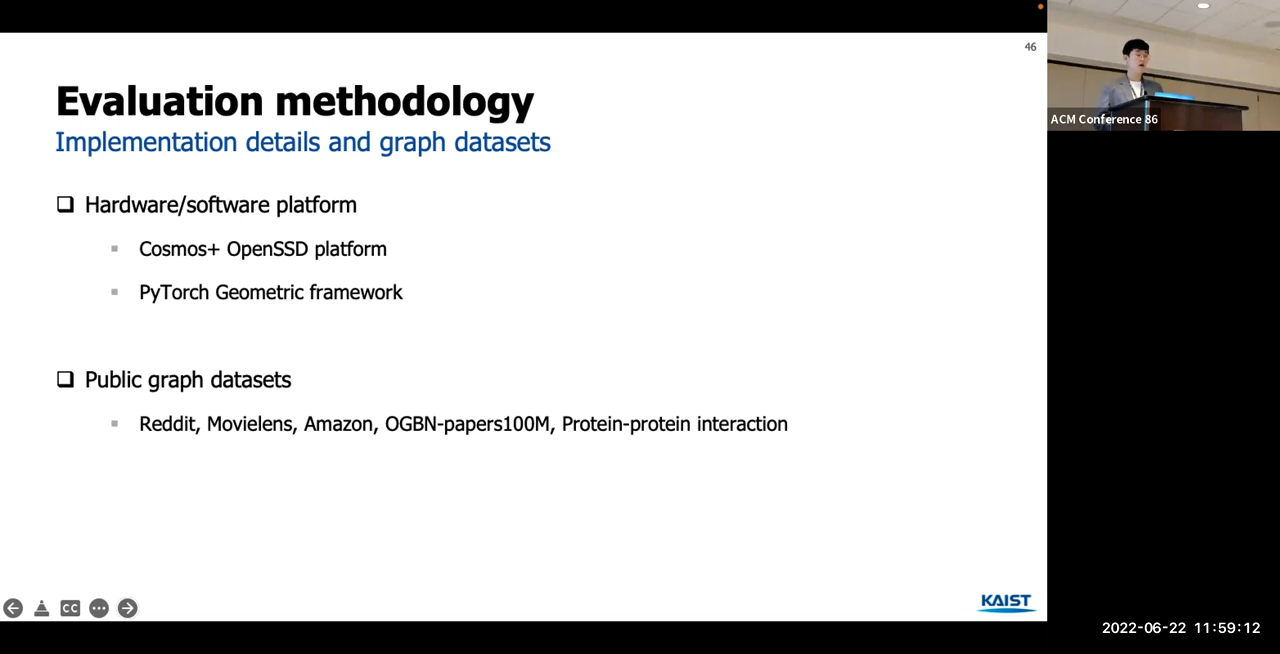 46
Evaluation methodology
Implementation details and graph datasets
Hardware/software platform
Cosmos+ OpenSSD platform
PyTorch Geometric framework
Public graph datasets
Reddit, Movielens, Amazon, OGBN-papers100M, Protein-protein interaction
CC
KAIST
ACM Conference 86
2022-06-22 11:59:12